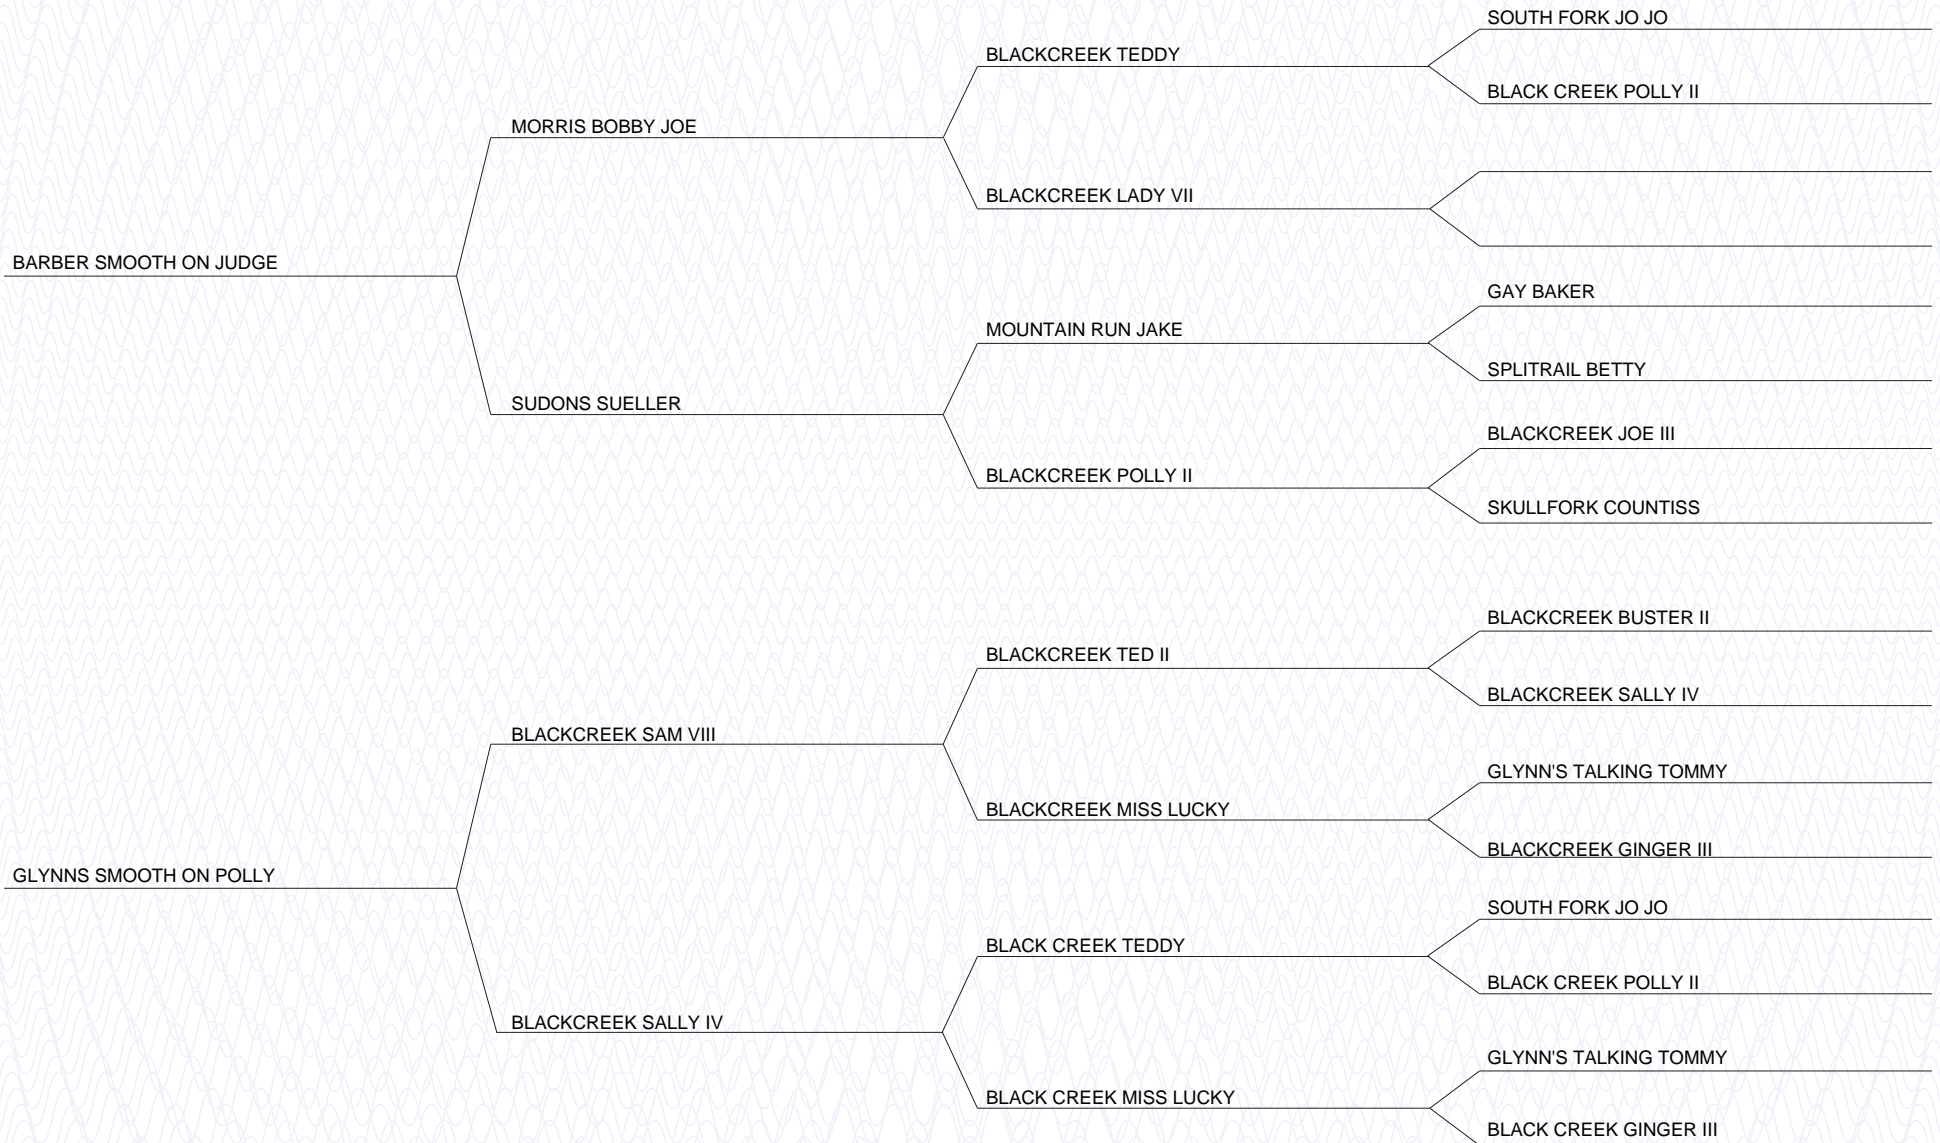 SOUTH FORK JO JO
BLACKCREEK TEDDY
BLACK CREEK POLLY II
MORRIS BOBBY JOE
BLACKCREEK LADY VII
BARBER SMOOTH ON JUDGE
GAY BAKER
MOUNTAIN RUN JAKE
SPLITRAIL BETTY
SUDONS SUELLER
BLACKCREEK JOE III
BLACKCREEK POLLY II
SKULLFORK COUNTISS
BLACKCREEK BUSTER II
BLACKCREEK TED II
BLACKCREEK SALLY IV
BLACKCREEK SAM VIII
GLYNN'S TALKING TOMMY
BLACKCREEK MISS LUCKY
BLACKCREEK GINGER III
GLYNNS SMOOTH ON POLLY
SOUTH FORK JO JO
BLACK CREEK TEDDY
BLACK CREEK POLLY II
BLACKCREEK SALLY IV
GLYNN'S TALKING TOMMY
BLACK CREEK MISS LUCKY
BLACK CREEK GINGER III